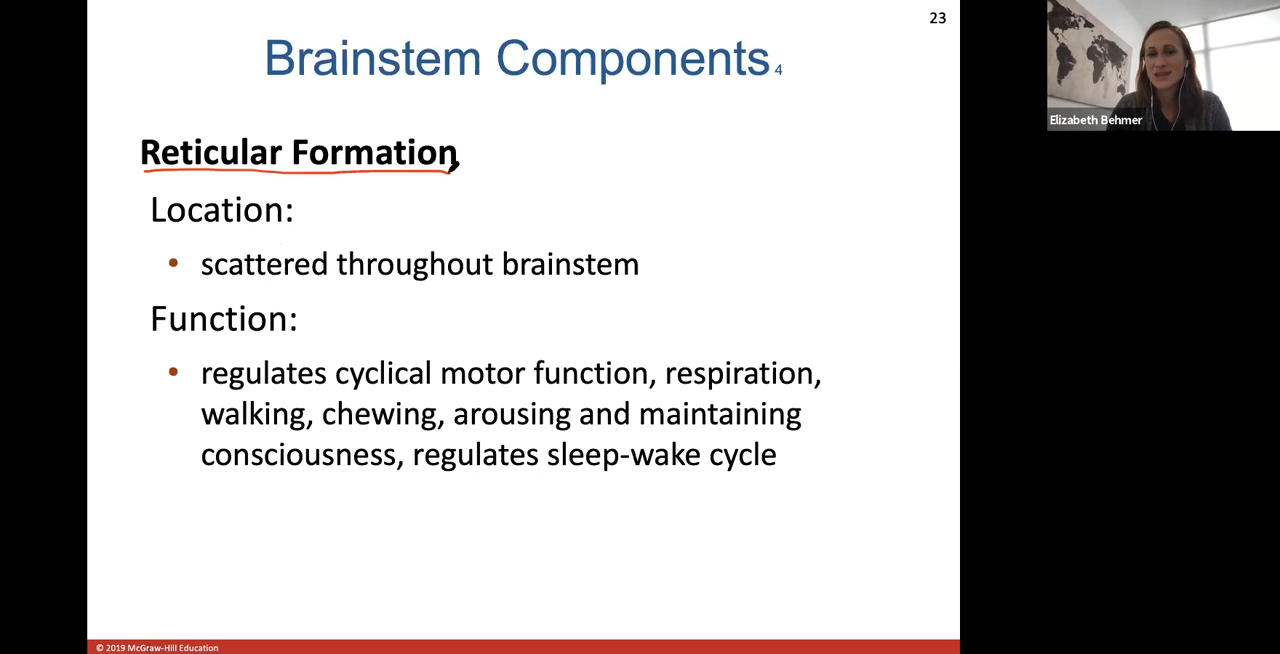 23
Brainstem Components 4
Elizabeth Behmer
Reticular Formation
Location:
• scattered throughout brainstem
Function:
• regulates cyclical motor function, respiration,
walking, chewing, arousing and maintaining
consciousness, regulates sleep-wake cycle
© 2019 McGraw-Hill Education